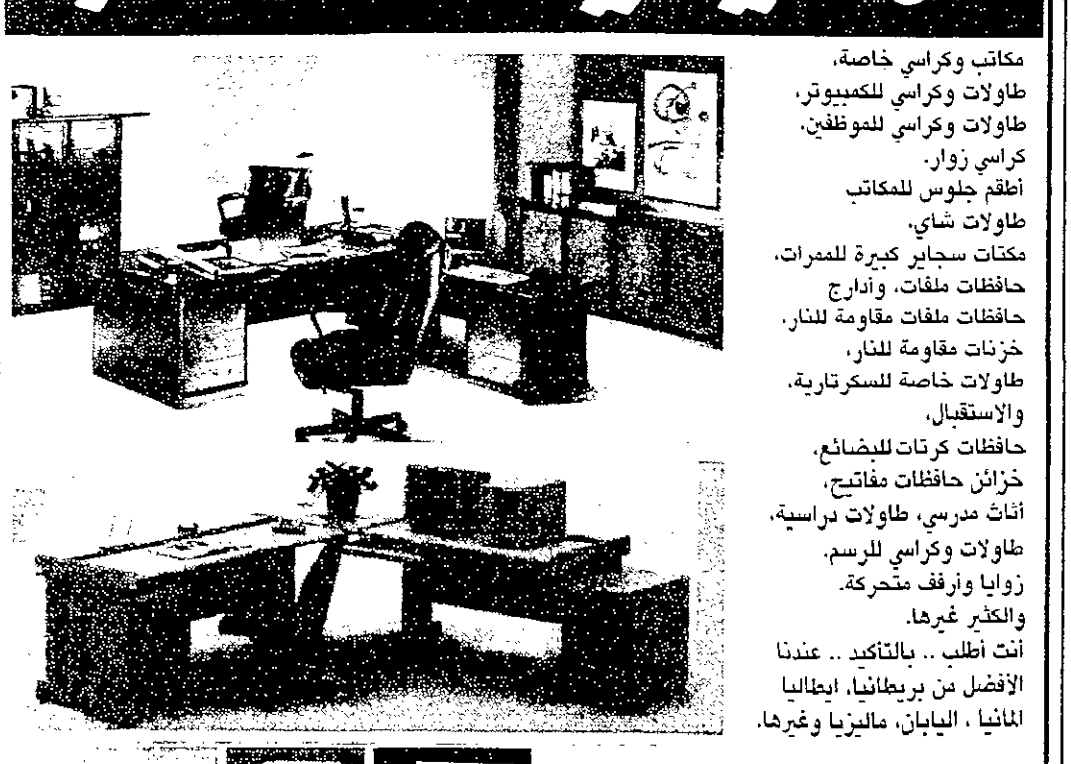 مكاتب وكراسي خاصة،
طاولات وكراسي للكمبيوتر،
طاولات وكراسي للموظفين،
كراسي زوار.
أطقم جلوس للمكاتب
طاولات شاي،
مكتات سجاير كبيرة للممرات،
حافظات ملفات، وأدارج
حافظات ملفات مقاومة للنار،
خزنات مقاومة للنار،
طاولات خاصة للسكرتارية،
والاستقبال،
حافظات كرتات للبضائع،
خزائن حافظات مفاتيح،
أثاث مدرسي، طاولات دراسية،
طاولات وكراسي للرسم.
زوايا وأرفف متحركة.
والكثير غيرها.
أنت أطلب .. بالتأكيد .. عندنا
الأفضل من بريطانيا، ايطاليا
المانيا ، اليابان، ماليزيا وغيرها.